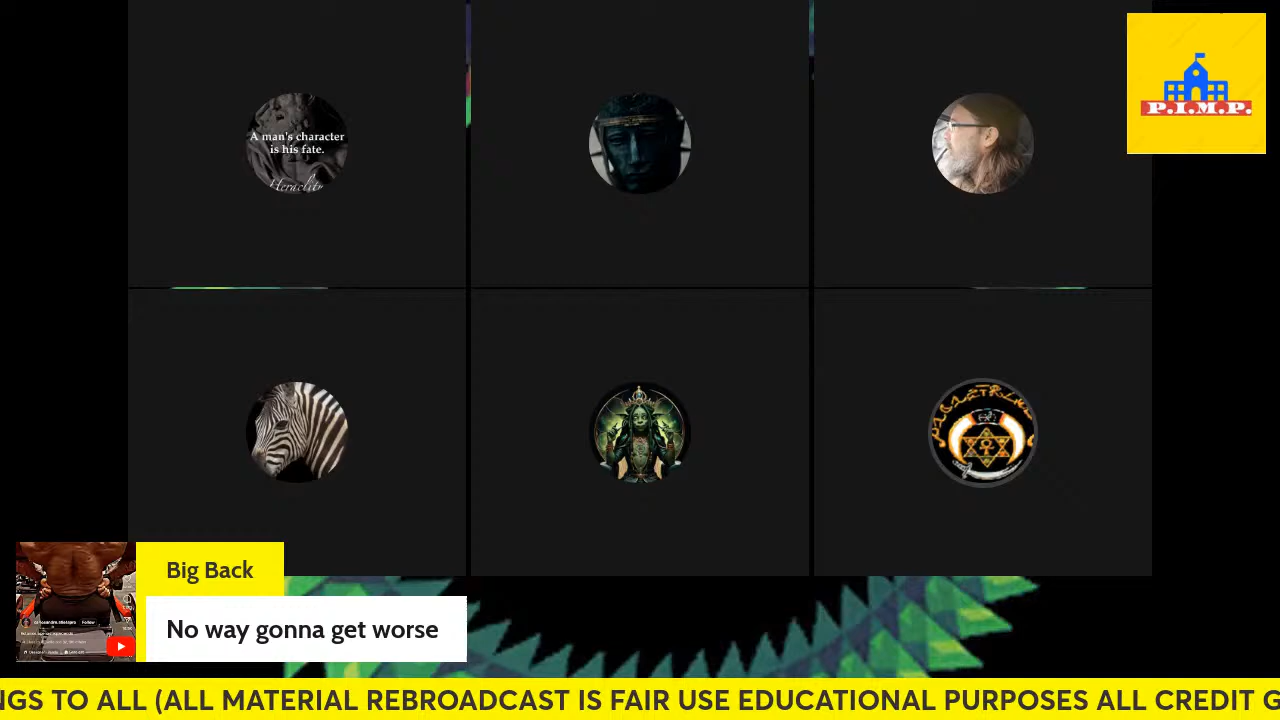 A man's character
is his fate.
P.I.M.P.
Big Back
No way gonna get worse
NGS TO ALL (ALL MATERIAL REBROADCAST IS FAIR USE EDUCATIONAL PURPOSES ALL CREDIT G